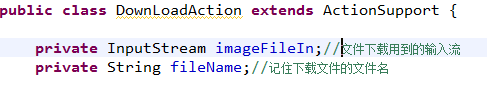 public class DownLoadAction extends ActionSupport {
private InputStream imageFileIn;//文件下载用到的输入流
private String fileName;//记住下载文件的文件名